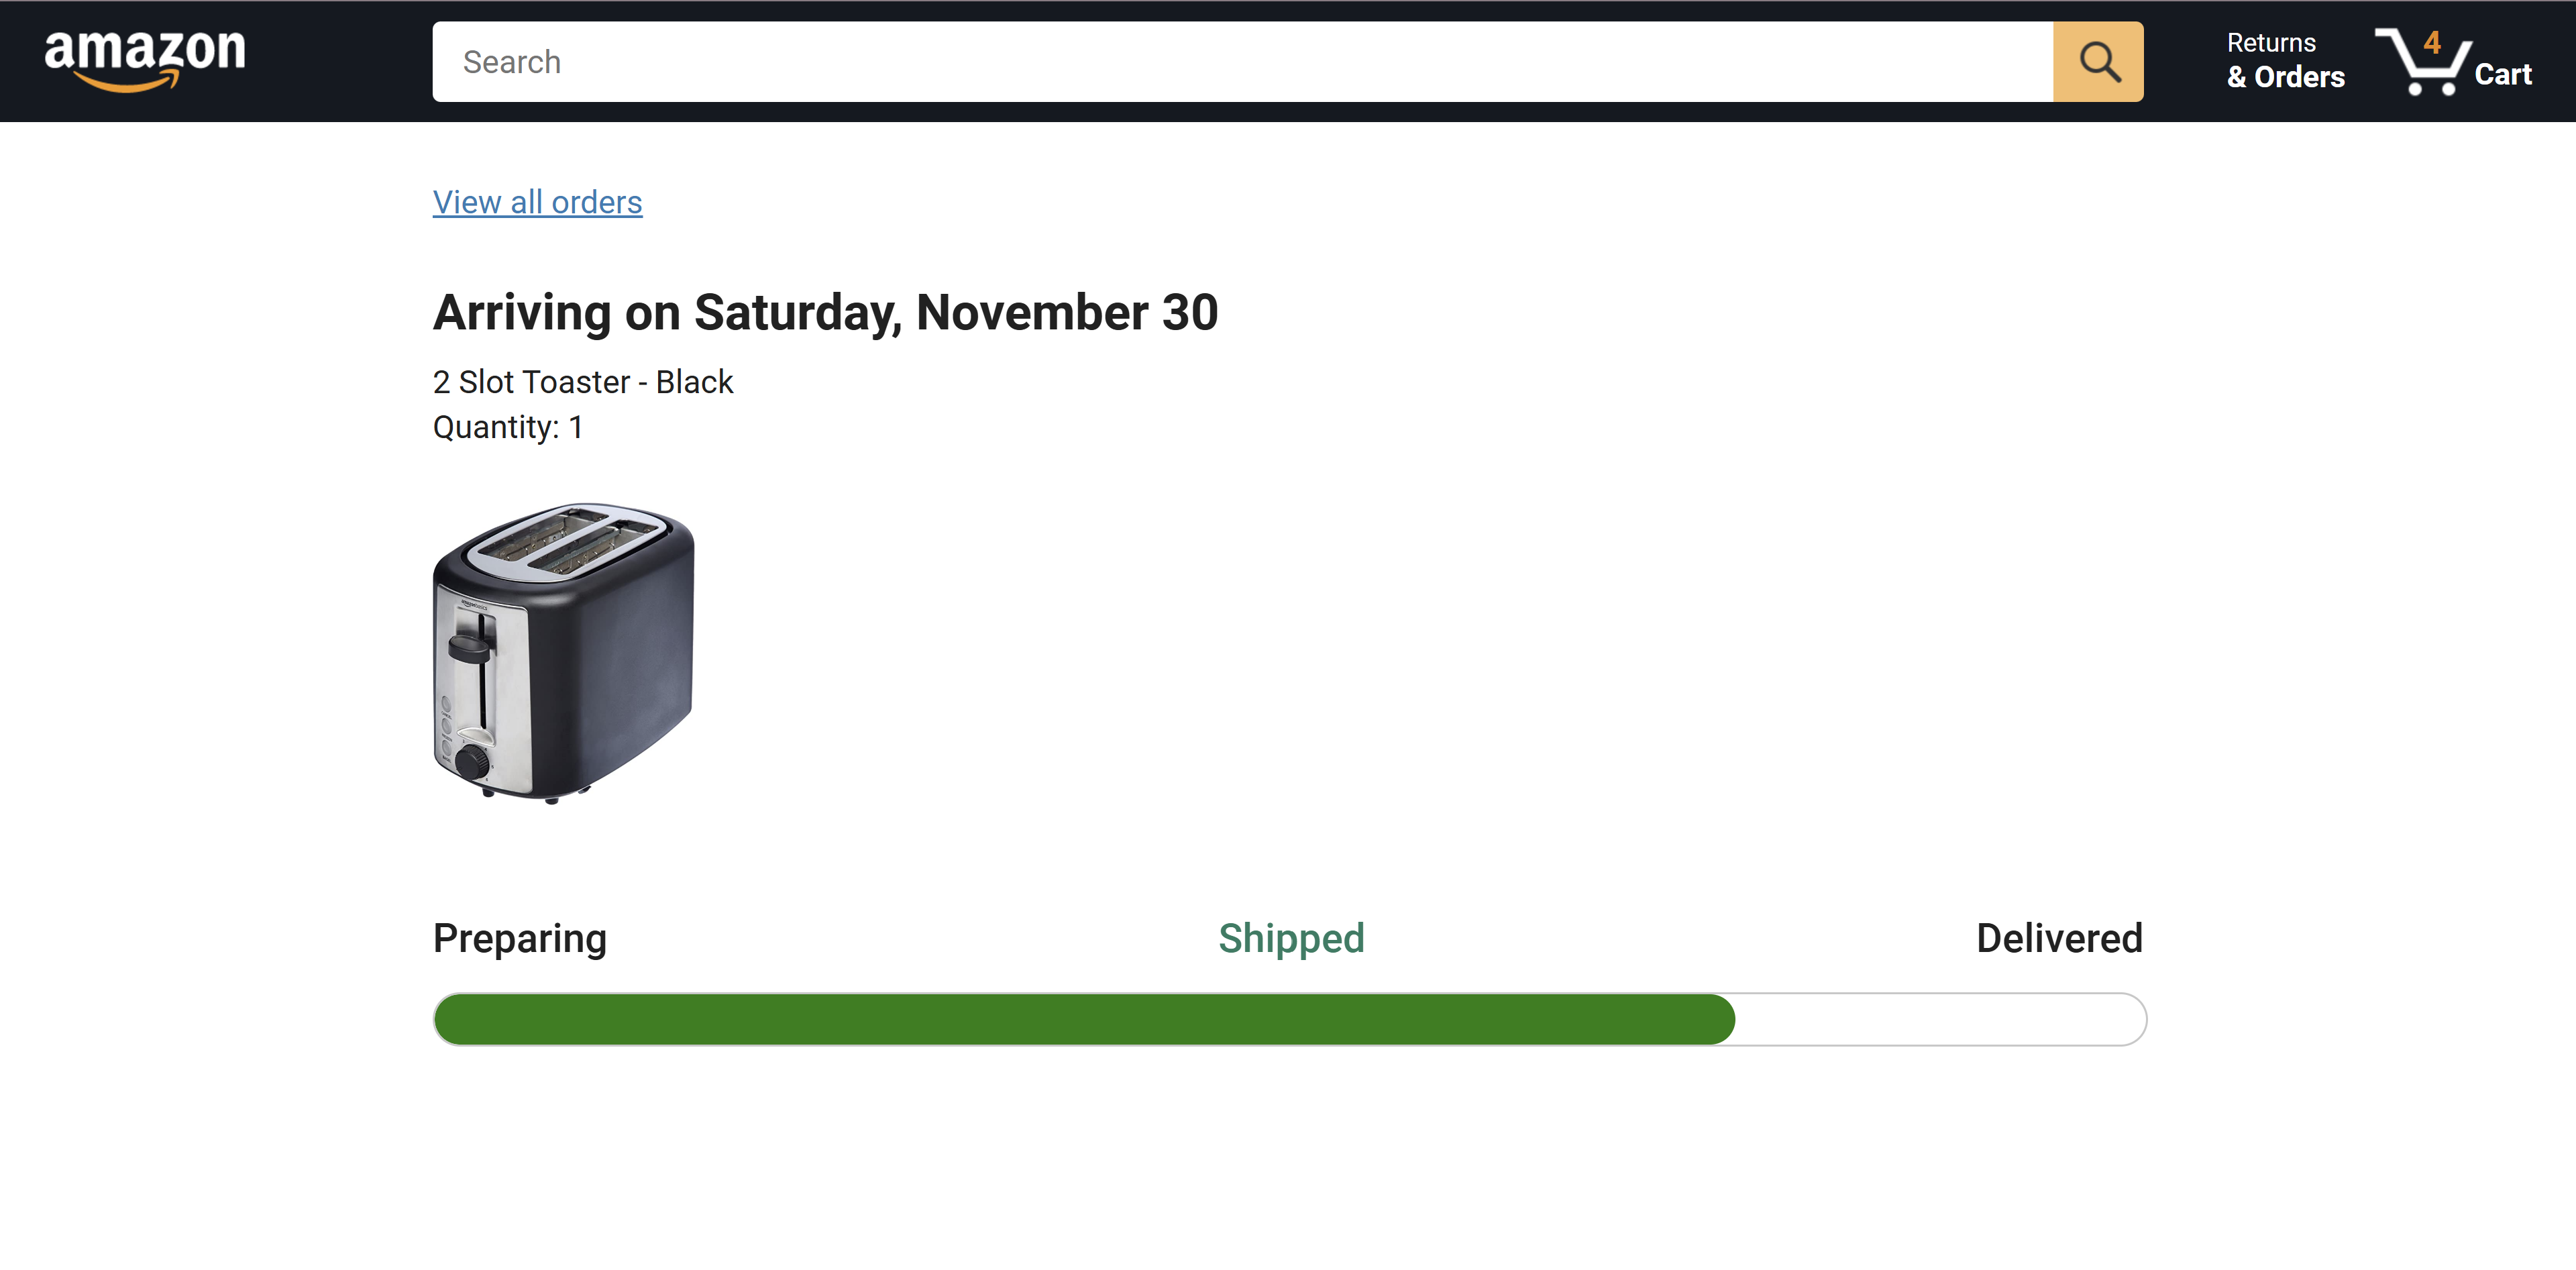 amazon
Search
Returns
& Orders
4
Cart
View all orders
Arriving on Saturday, November 30
2 Slot Toaster - Black
Quantity: 1
Preparing
Shipped
Delivered